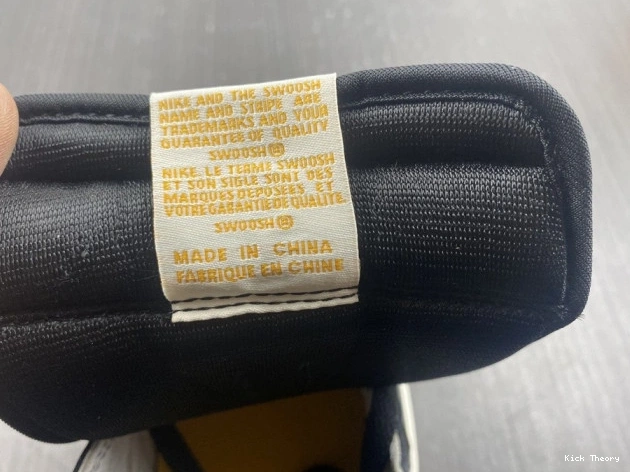 NIKE AND THE SWOOSH
NAME AND STRIPE ARE
TRADEMARKS AND YOUR
GUARANTEE OF QUALITY
SWOOSH®
NIKE, LE TERME SWOOSH
ET SON SIGLE SONT DES
MARQUES DEPOSEES ET
VOTRE GARANTIE DE QUALITE.
SWOOSH®
MADE IN CHINA
FABRIQUE EN CHINE
Kick Theory